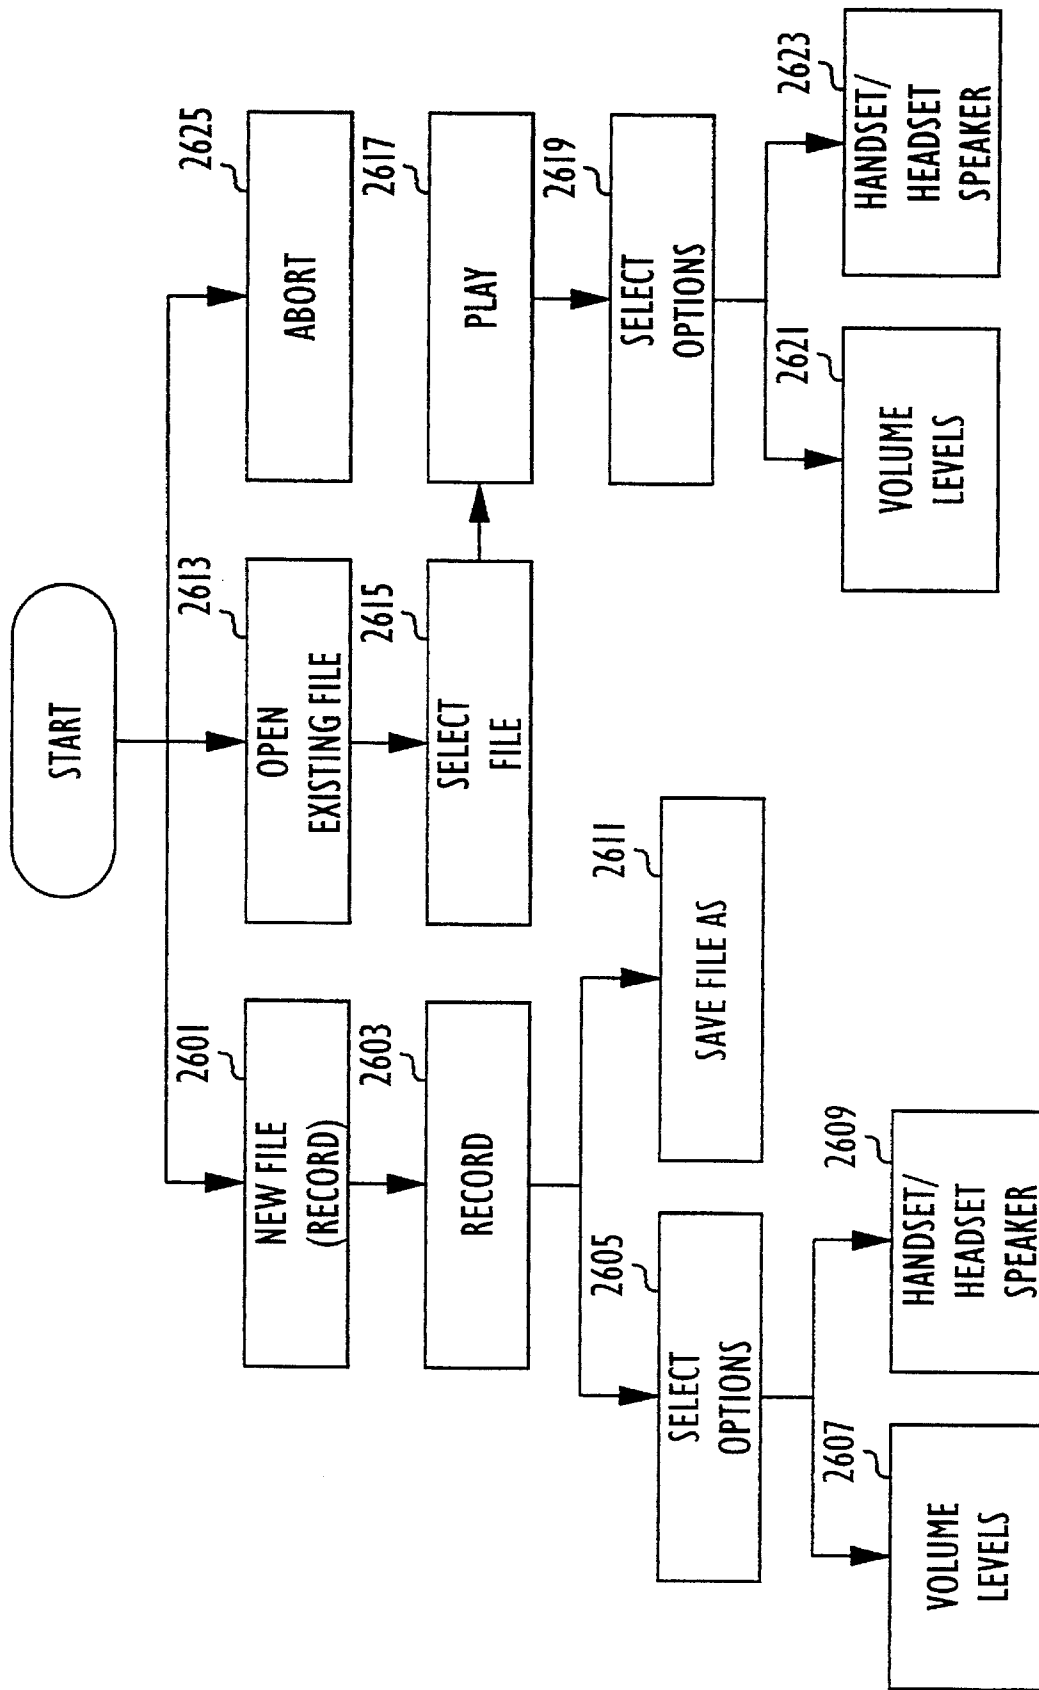 START
2601
NEW FILE
(RECORD)
2613
OPEN
EXISTING FILE
2625
ABORT
2603
RECORD
2615
SELECT
FILE
2617
PLAY
2605
SELECT
OPTIONS
2611
SAVE FILE AS
2619
SELECT
OPTIONS
2607
VOLUME
LEVELS
2609
HANDSET/
HEADSET
SPEAKER
2621
VOLUME
LEVELS
2623
HANDSET/
HEADSET
SPEAKER